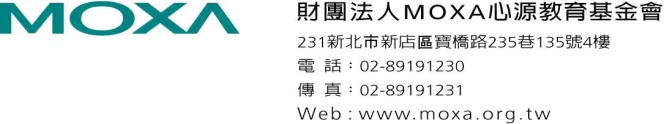 MOXA
財團法人MOXA心源教育基金會
231新北市新店區寶橋路235巷135號4樓
電 話：02-89191230
傳 真：02-89191231
Web：www.moxa.org.tw